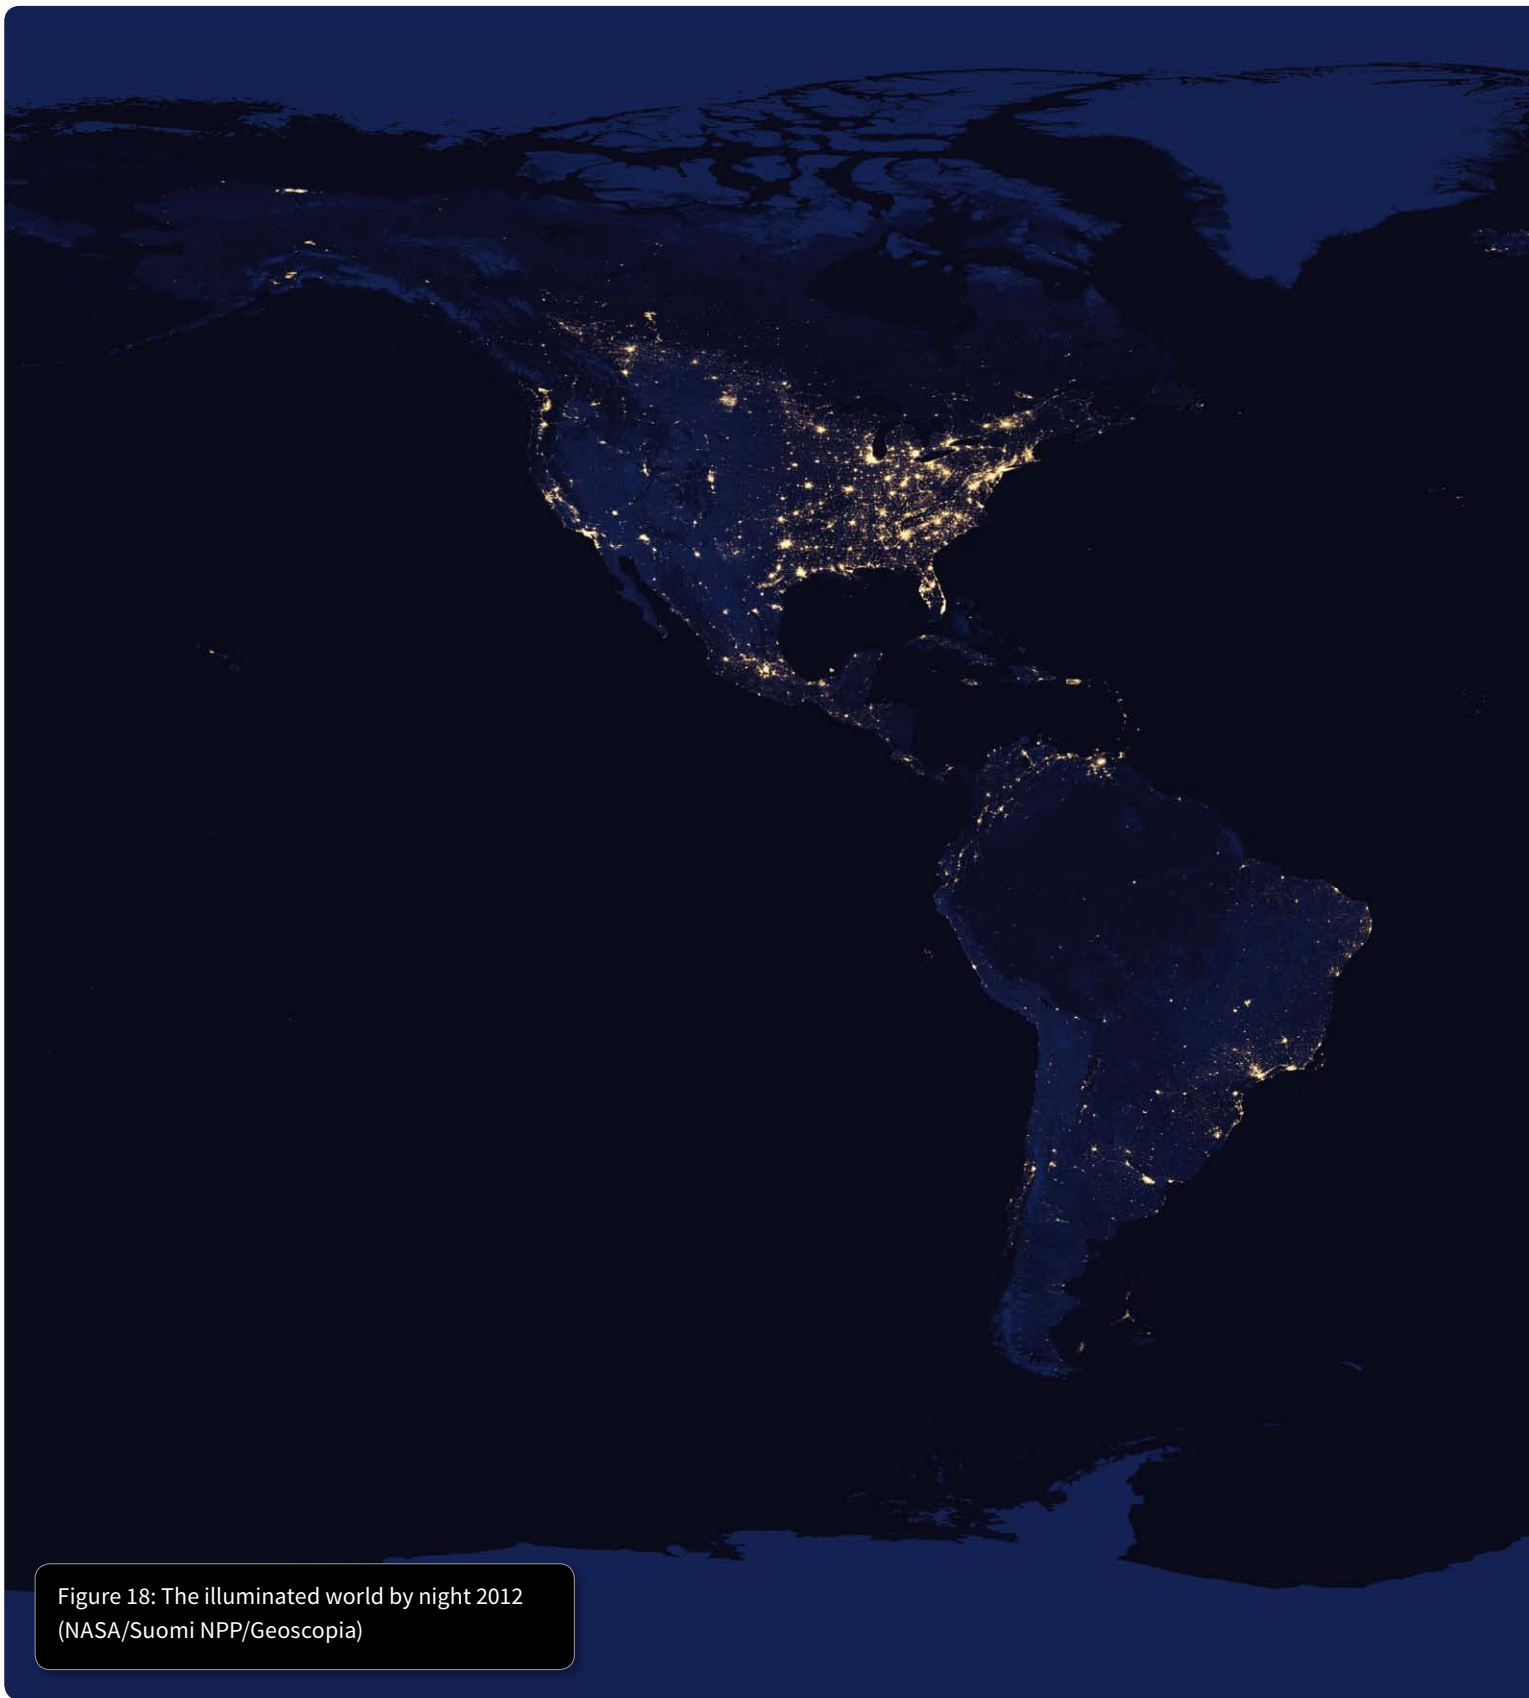 Figure 18: The illuminated world by night 2012
(NASA/Suomi NPP/Geoscopia)